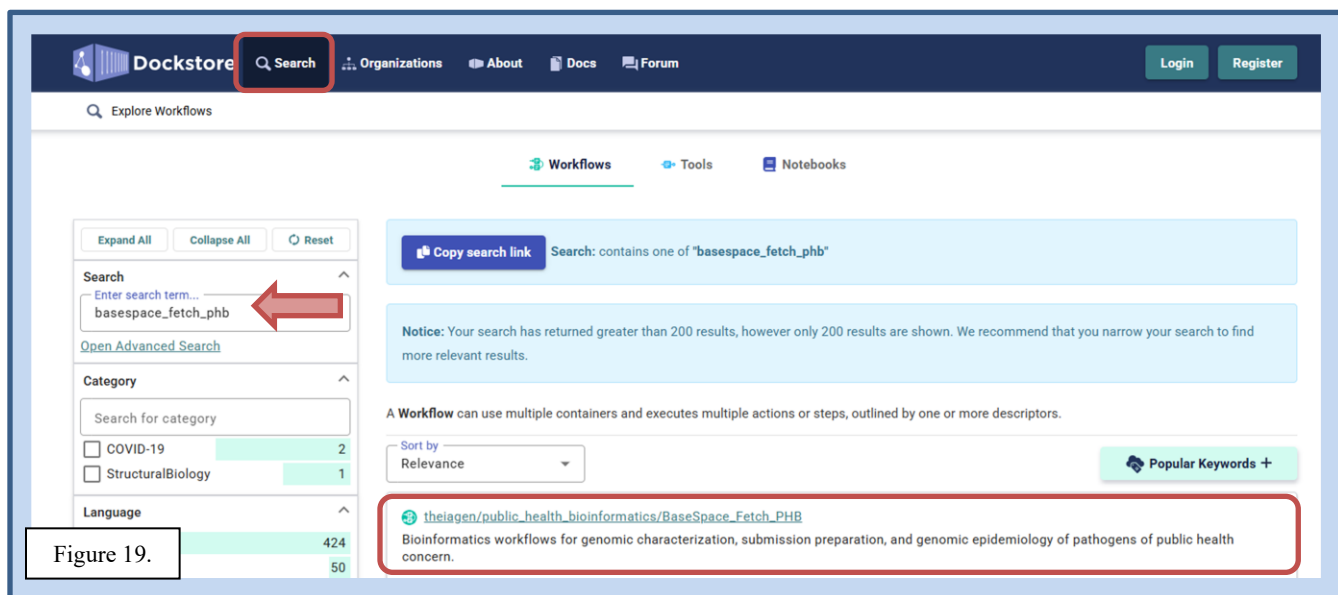 Dockstore Search Organizations About Docs Forum Login Register
Explore Workflows
Workflows Tools Notebooks
Expand All Collapse All Reset
Search
Enter search term...
basespace_fetch_phb
Open Advanced Search
Category
Search for category
COVID-19 2
StructuralBiology 1
Language
424
50
Copy search link Search: contains one of "basespace_fetch_phb"
Notice: Your search has returned greater than 200 results, however only 200 results are shown. We recommend that you narrow your search to find
more relevant results.
A Workflow can use multiple containers and executes multiple actions or steps, outlined by one or more descriptors.
Sort by
Relevance
Popular Keywords +
theiagen/public_health_bioinformatics/BaseSpace_Fetch_PHB
Bioinformatics workflows for genomic characterization, submission preparation, and genomic epidemiology of pathogens of public health
concern.
Figure 19.